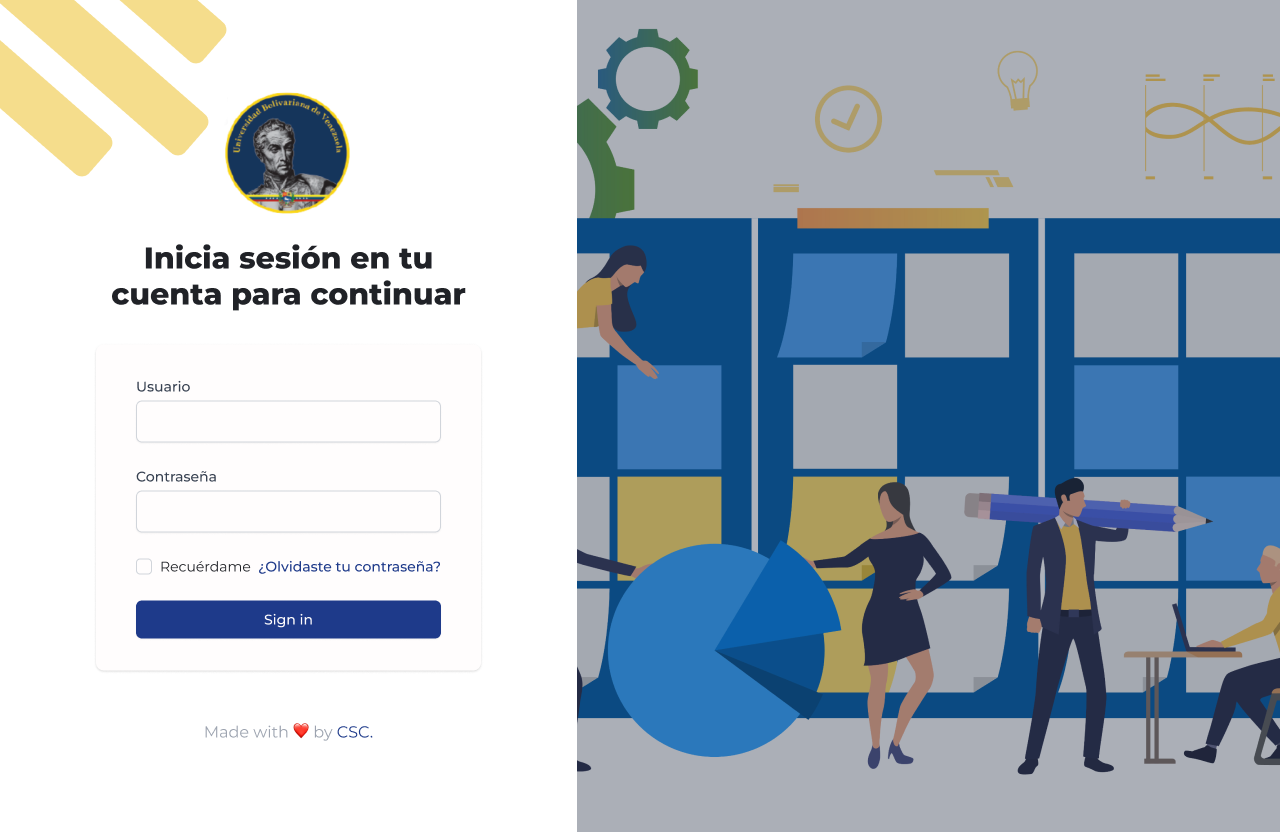 Universidad Bolivariana de Venezuela
Inicia sesión en tu
cuenta para continuar
Usuario
Contraseña
Recuérdame ¿Olvidaste tu contraseña?
Sign in
Made with ❤️ by CSC.